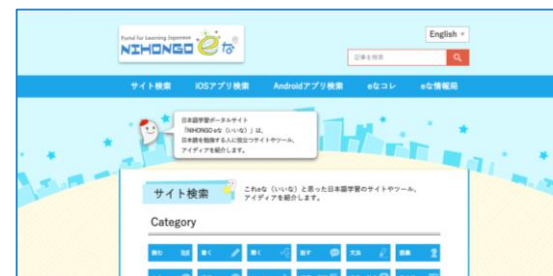 Portal for Learning Japanese
NIHONGO eな
English
記事を検索
サイト検索 iOSアプリ検索 Androidアプリ検索 eなコレ eな情報局
日本語学習ポータルサイト
「NIHONGO eな（いいな）」は、
日本語を勉強する人に役立つサイトやツール、
アイディアを紹介します。
サイト検索
これeな（いいな）と思った日本語学習のサイトやツール、
アイディアを紹介します。
Category
読む 書く 聞く 話す 文法 語彙